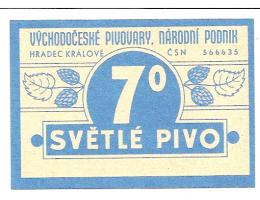 VÝCHODOČESKÉ PIVOVARY, NÁRODNÍ PODNIK
HRADEC KRÁLOVÉ ČSN 566635
7°
SVĚTLÉ PIVO